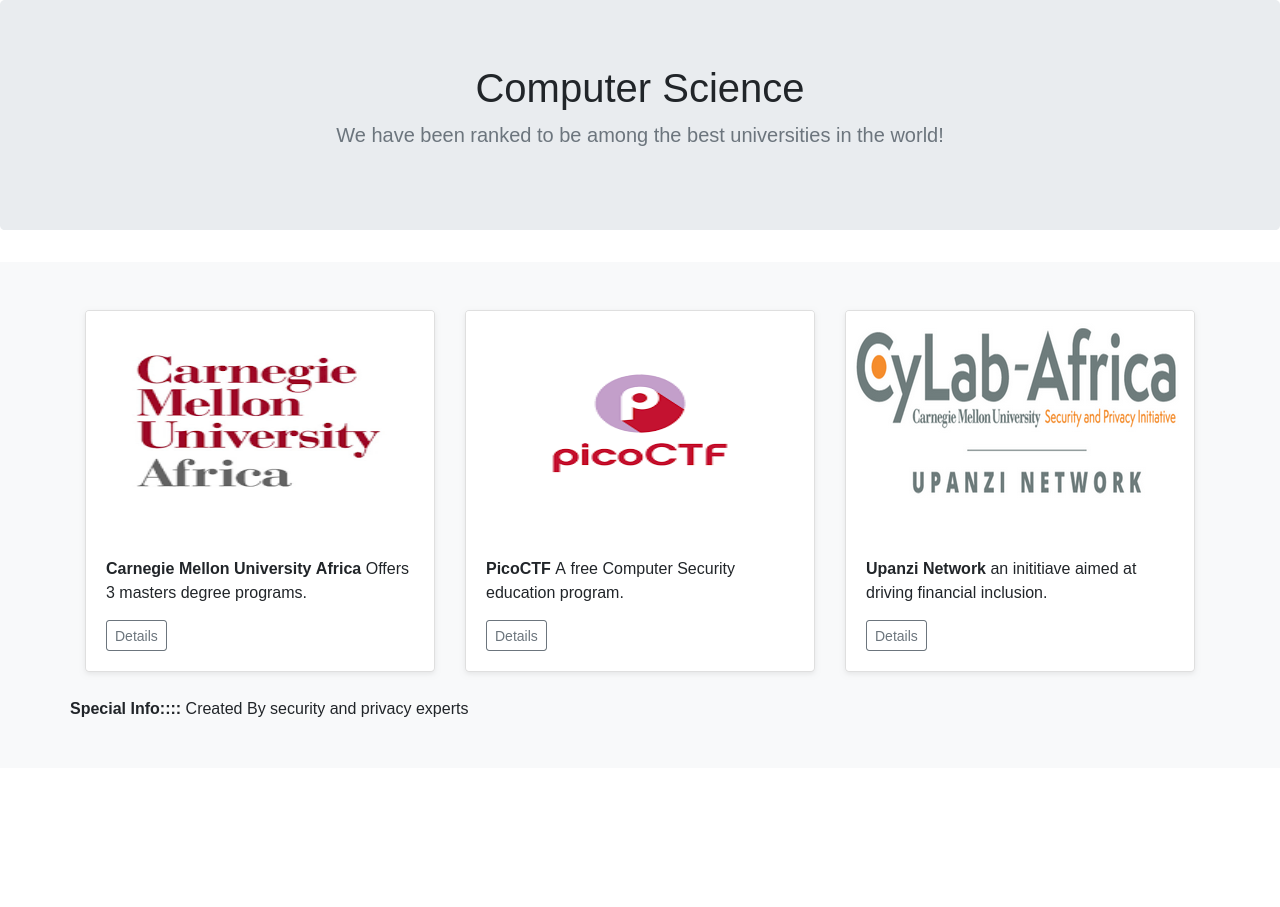 Computer Science
We have been ranked to be among the best universities in the world!
Carnegie
Mellon
University
Africa
P
picoCTF
CyLab-Africa
Carnegie Mellon University Security and Privacy Initiative
UPANZI NETWORK
Carnegie Mellon University Africa Offers
3 masters degree programs.
Details
PicoCTF A free Computer Security
education program.
Details
Upanzi Network an inititiave aimed at
driving financial inclusion.
Details
Special Info:::: Created By security and privacy experts